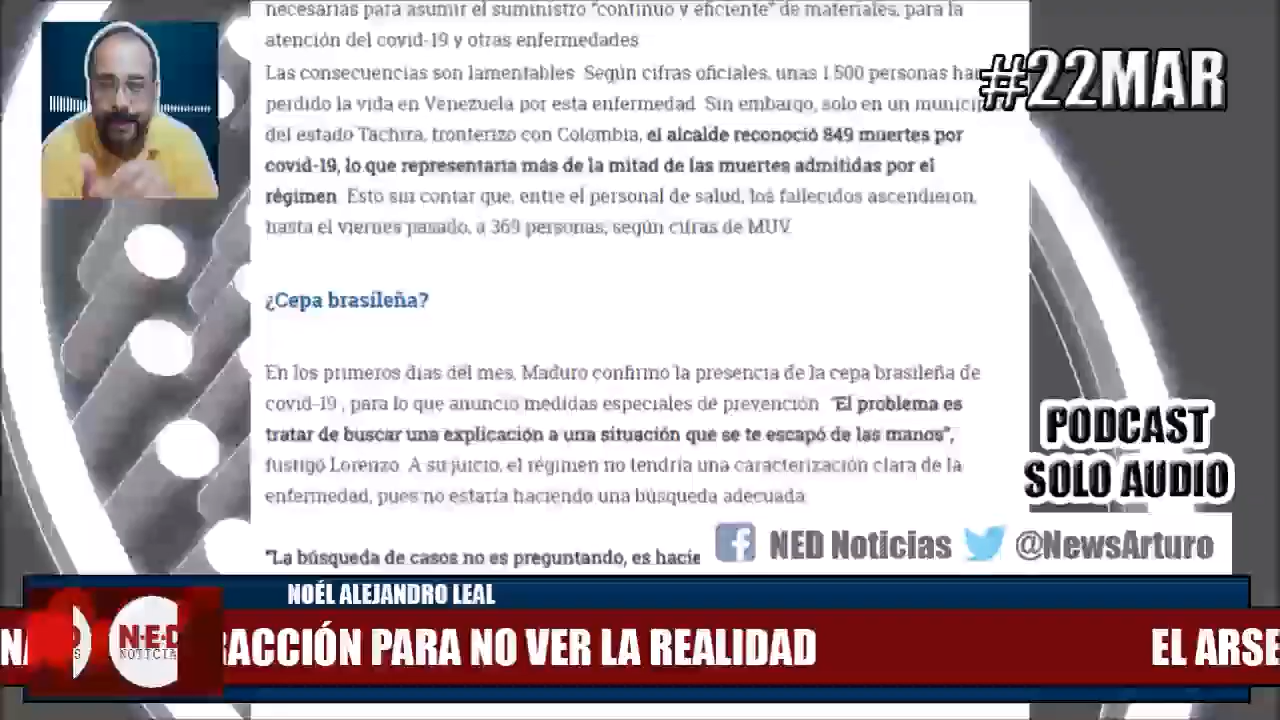 necesarias para asumir el suministro "continuo y eficiente" de materiales, para la
atención del covid-19 y otras enfermedades
Las consecuencias son lamentables. Según cifras oficiales, unas 1.500 personas han
perdido la vida en Venezuela por esta enfermedad. Sin embargo, solo en un municip
del estado Táchira, fronterizo con Colombia, el alcalde reconoció 849 muertes por
covid-19, lo que representaría más de la mitad de las muertes admitidas por el
régimen. Esto sin contar que, entre el personal de salud, los fallecidos ascendieron,
hasta el viernes pasado, a 369 personas, según cifras de MUV.
¿Cepa brasileña?
En los primeros días del mes, Maduro confirmó la presencia de la cepa brasileña de
covid-19, para lo que anunció medidas especiales de prevención. "El problema es
tratar de buscar una explicación a una situación que se te escapó de las manos",
fustigó Lorenzo. A su juicio, el régimen no tendría una caracterización clara de la
enfermedad, pues no estaría haciendo una búsqueda adecuada.
"La búsqueda de casos no es preguntando, es hacie
#22MAR
PODCAST
SOLO AUDIO
NED Noticias @NewsArturo
NOÉL ALEJANDRO LEAL
N·E·D
NOTICIA
RACCIÓN PARA NO VER LA REALIDAD
EL ARSE